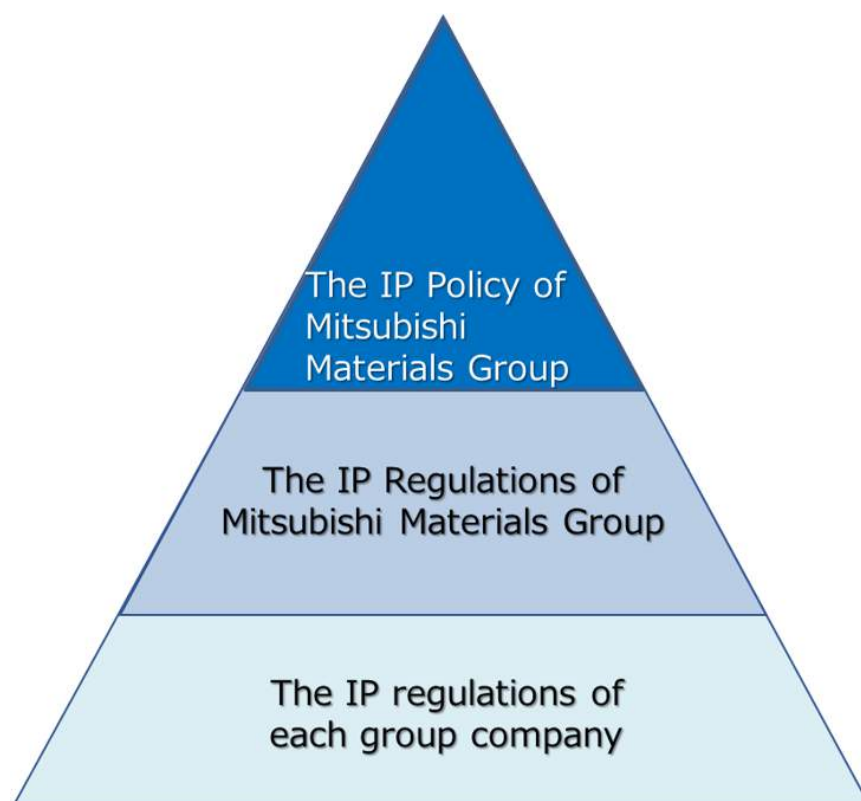 The IP Policy of
Mitsubishi
Materials Group
The IP Regulations of
Mitsubishi Materials Group
The IP regulations of
each group company